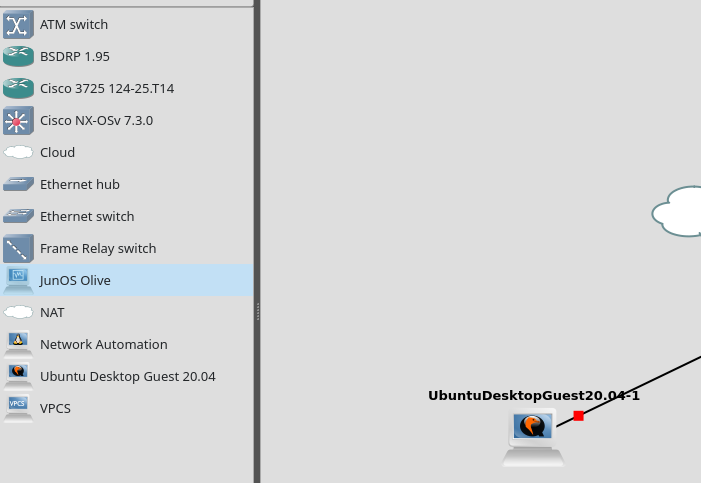 ATM switch
BSDRP 1.95
Cisco 3725 124-25.T14
Cisco NX-OSv 7.3.0
Cloud
Ethernet hub
Ethernet switch
Frame Relay switch
JunOS Olive
NAT
Network Automation
Ubuntu Desktop Guest 20.04
VPCS
VPCS
UbuntuDesktopGuest20.04-1